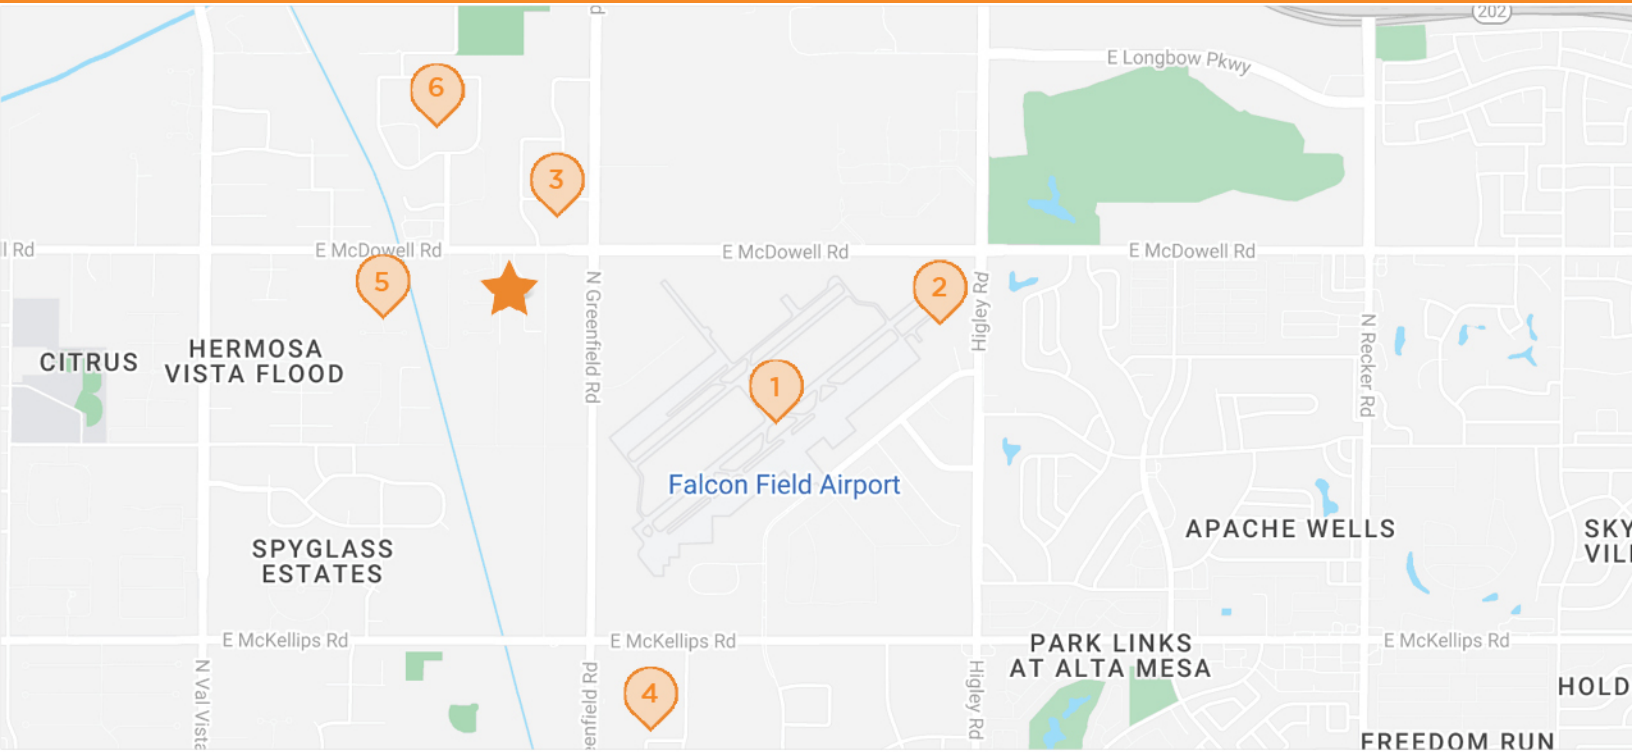 202
E Longbow Pkwy
d
6
3
ll Rd
E McDowell Rd
E McDowell Rd
E McDowell Rd
5
2
N Greenfield Rd
Higley Rd
N Recker Rd
CITRUS
HERMOSA
VISTA FLOOD
1
Falcon Field Airport
APACHE WELLS
SKY
VILL
SPYGLASS
ESTATES
E McKellips Rd
E McKellips Rd
E McKellips Rd
PARK LINKS
AT ALTA MESA
N Val Vista
eenfield Rd
4
Higley Rd
HOLD
FREEDOM RUN